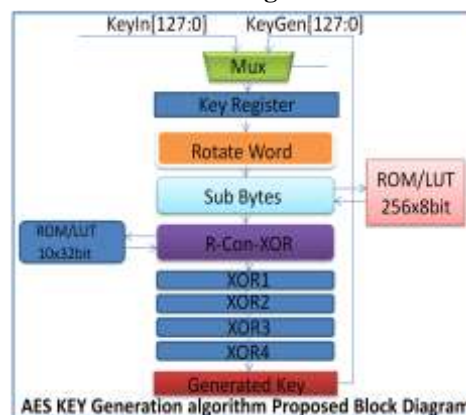 KeyIn[127:0] KeyGen[127:0]
Mux
Key Register
Rotate Word
Sub Bytes
ROM/LUT
256x8bit
ROM/LUT
10x32bit
R-Con-XOR
XOR1
XOR2
XOR3
XOR4
Generated Key
AES KEY Generation algorithm Proposed Block Diagram